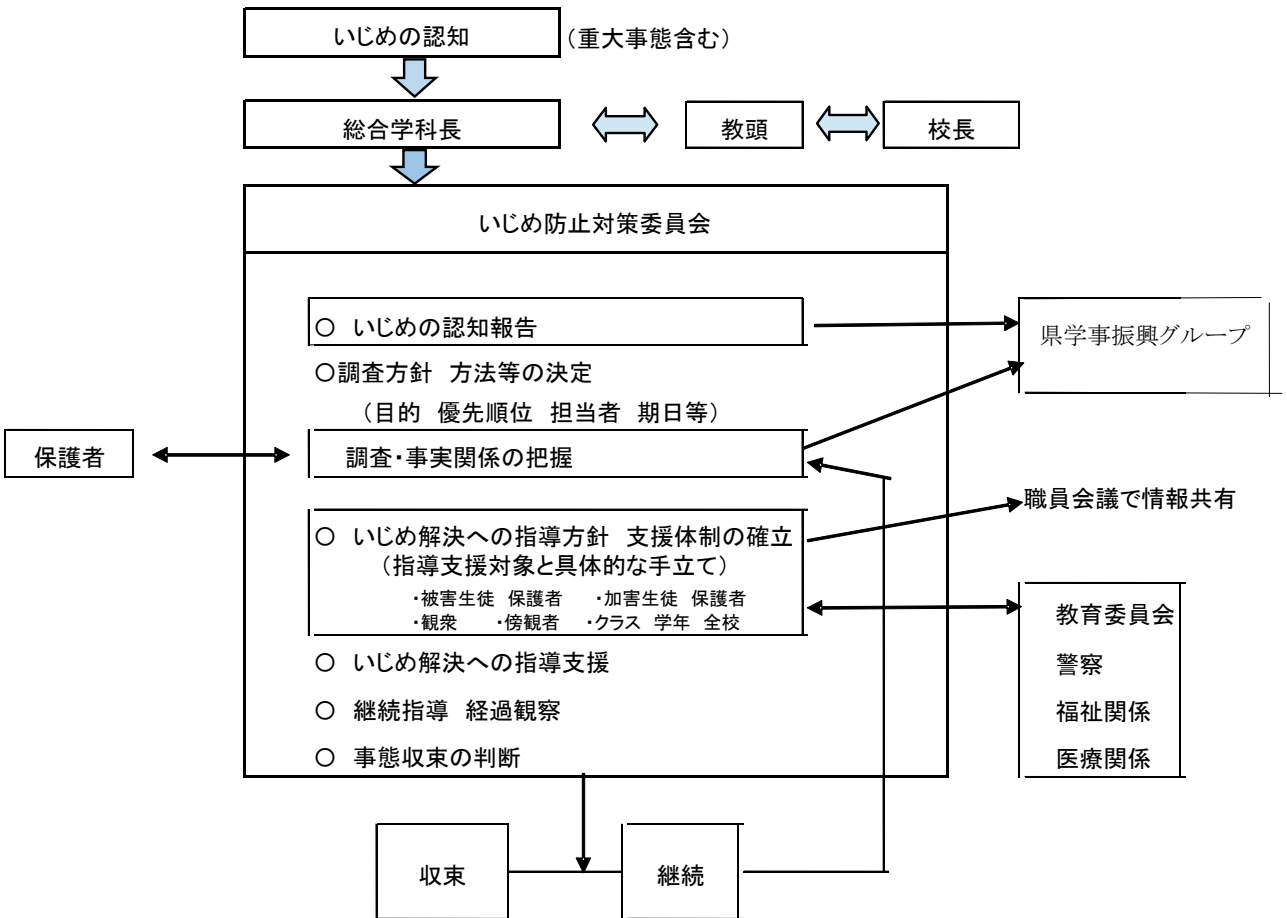 いじめの認知 （重大事態含む）
総合学科長 教頭 校長
いじめ防止対策委員会
○ いじめの認知報告
県学事振興グループ
○調査方針 方法等の決定
（目的 優先順位 担当者 期日等）
保護者
調査・事実関係の把握
職員会議で情報共有
○ いじめ解決への指導方針 支援体制の確立
（指導支援対象と具体的な手立て）
・被害生徒 保護者 ・加害生徒 保護者
・観衆 ・傍観者 ・クラス 学年 全校
教育委員会
警察
福祉関係
医療関係
○ いじめ解決への指導支援
○ 継続指導 経過観察
○ 事態収束の判断
収束 継続